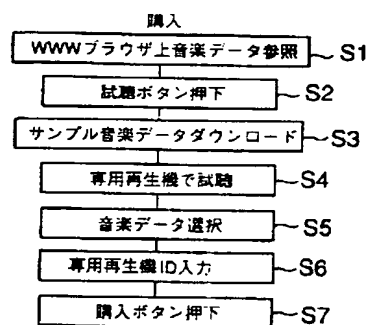 購入
WWWブラウザ上音楽データ参照 S1
試聴ボタン押下 S2
サンプル音楽データダウンロード S3
専用再生機で試聴 S4
音楽データ選択 S5
専用再生機ID入力 S6
購入ボタン押下 S7